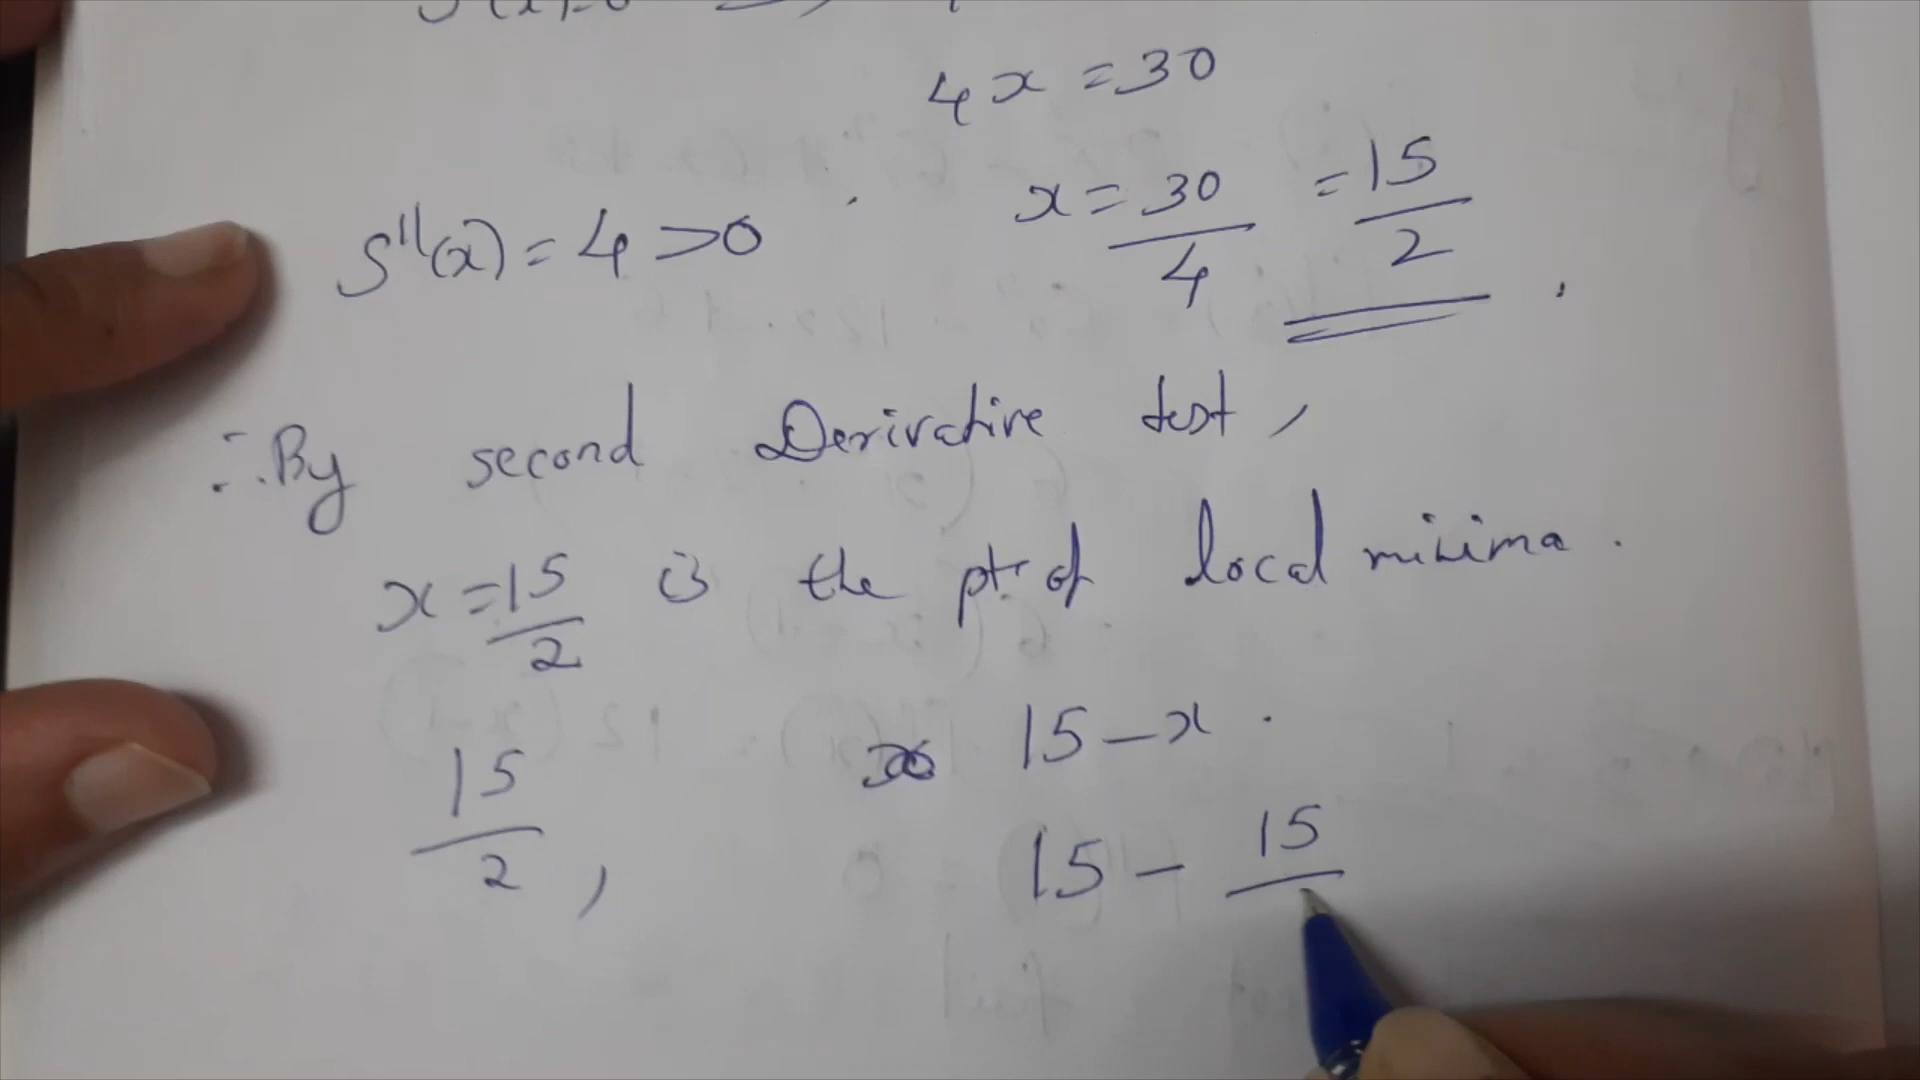 4x = 30
x = 30/4 = 15/2
S''(x) = 4 > 0
∴ By second Derivative test,
x = 15/2 is the pt. of local minima.
15 - x.
15/2, 15 - 15/